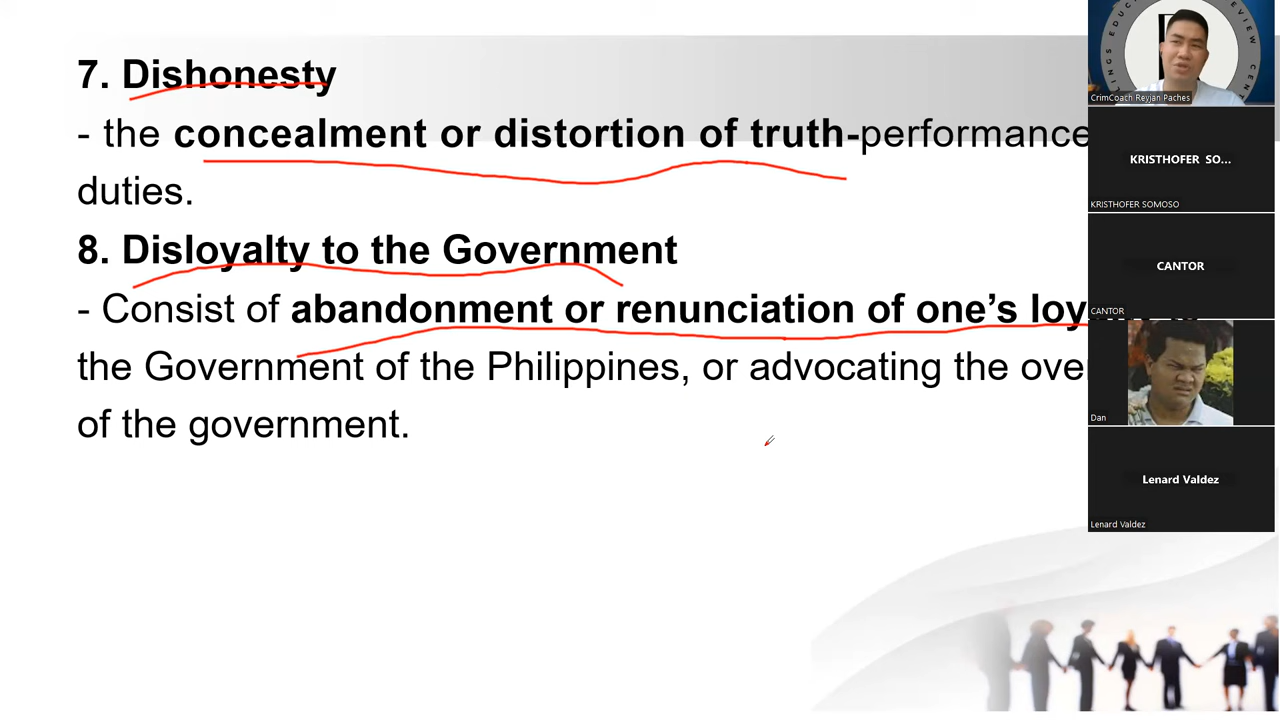 7. Dishonesty
- the concealment or distortion of truth-performance
duties.
8. Disloyalty to the Government
- Consist of abandonment or renunciation of one's
the Government of the Philippines, or advocating the
of the government.
CrimCoach Reyjan Paches
KRISTHOFER SO...
KRISTHOFER SOMOSO
CANTOR
CANTOR
Dan
Lenard Valdez
Lenard Valdez